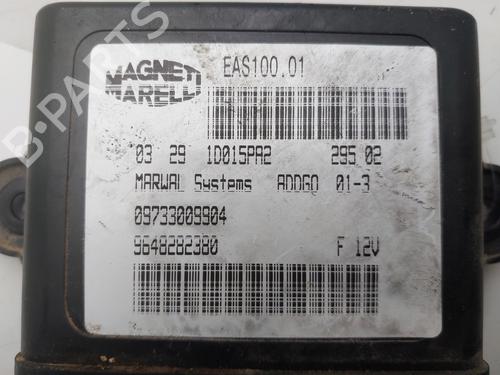 MAGNETI
MARELLI
EAS100.01
03 29 1D015PA2 295 02
MARWAL Systems ADDGO 01-3
09733009904
9648282380 F 12V
B-PARTS